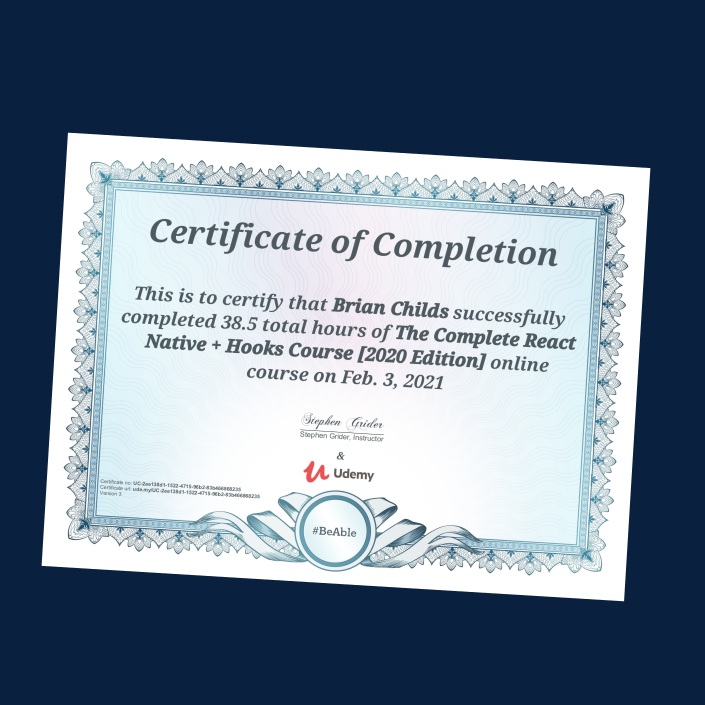 Certificate of Completion
This is to certify that Brian Childs successfully
completed 38.5 total hours of The Complete React
Native + Hooks Course [2020 Edition] online
course on Feb. 3, 2021
Stephen Grider
Stephen Grider, Instructor
&
Udemy
Certificate no: UC-2ee138d1-1522-4715-96b2-83b466868235
Certificate url: ude.my/UC-2ee138d1-1522-4715-96b2-83b466868235
Version 3
#BeAble